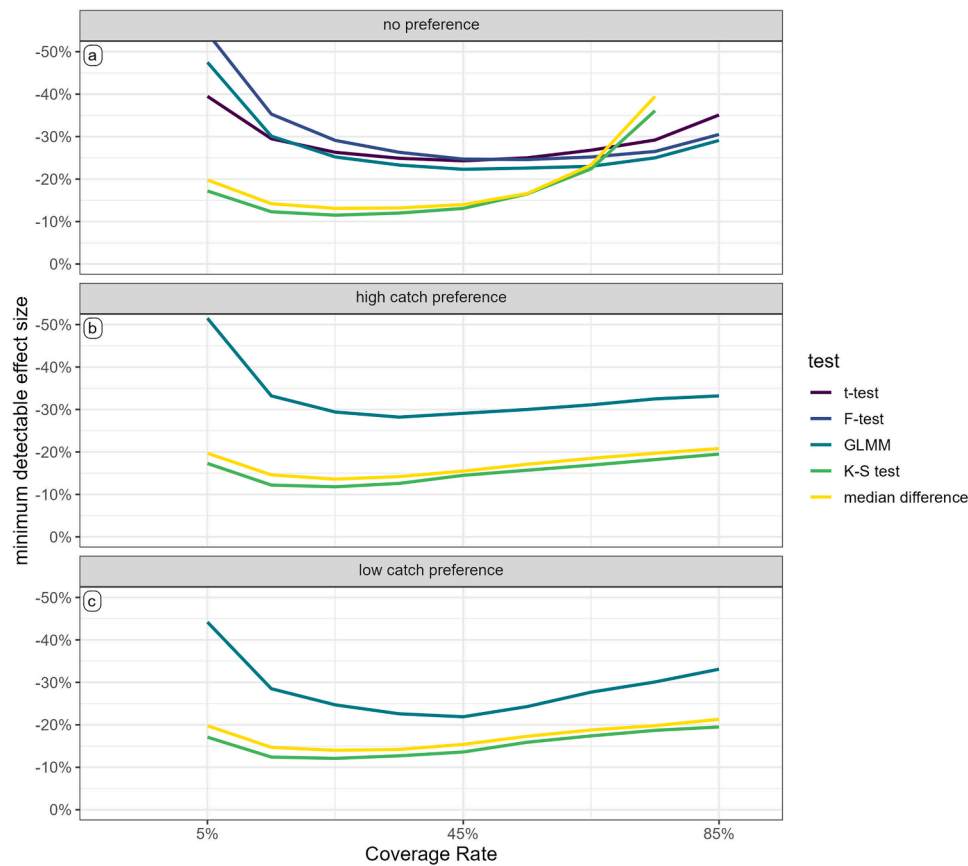 no preference
a
-50%
-40%
-30%
-20%
-10%
0%
high catch preference
b
-50%
-40%
-30%
-20%
-10%
0%
low catch preference
c
-50%
-40%
-30%
-20%
-10%
0%
minimum detectable effect size
5%
45%
85%
Coverage Rate
test
t-test
F-test
GLMM
K-S test
median difference